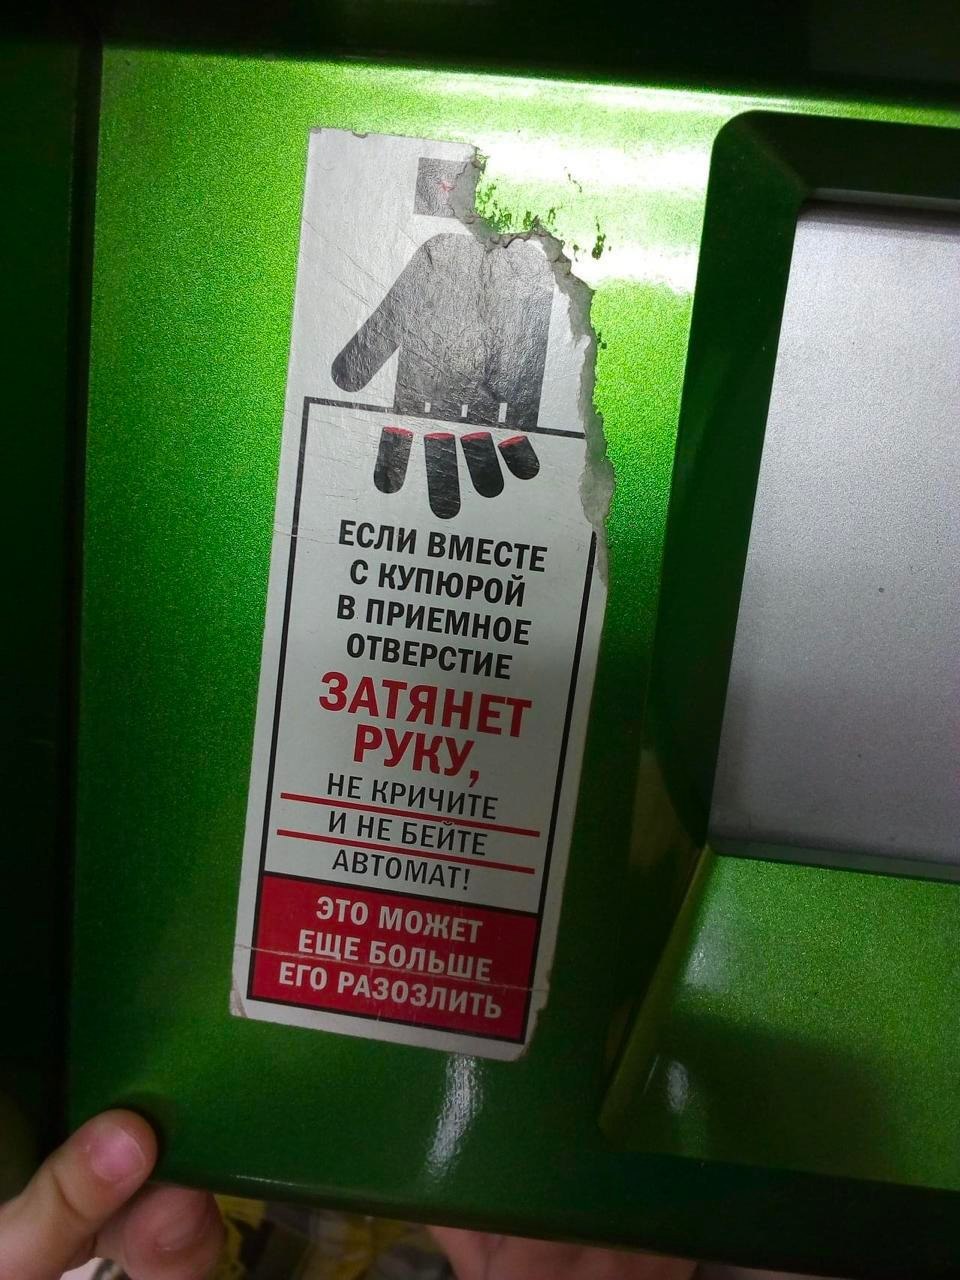 ЕСЛИ ВМЕСТЕ
С КУПЮРОЙ
В ПРИЕМНОЕ
ОТВЕРСТИЕ
ЗАТЯНЕТ
РУКУ,
НЕ КРИЧИТЕ
И НЕ БЕЙТЕ
АВТОМАТ!
ЭТО МОЖЕТ
ЕЩЕ БОЛЬШЕ
ЕГО РАЗОЗЛИТЬ